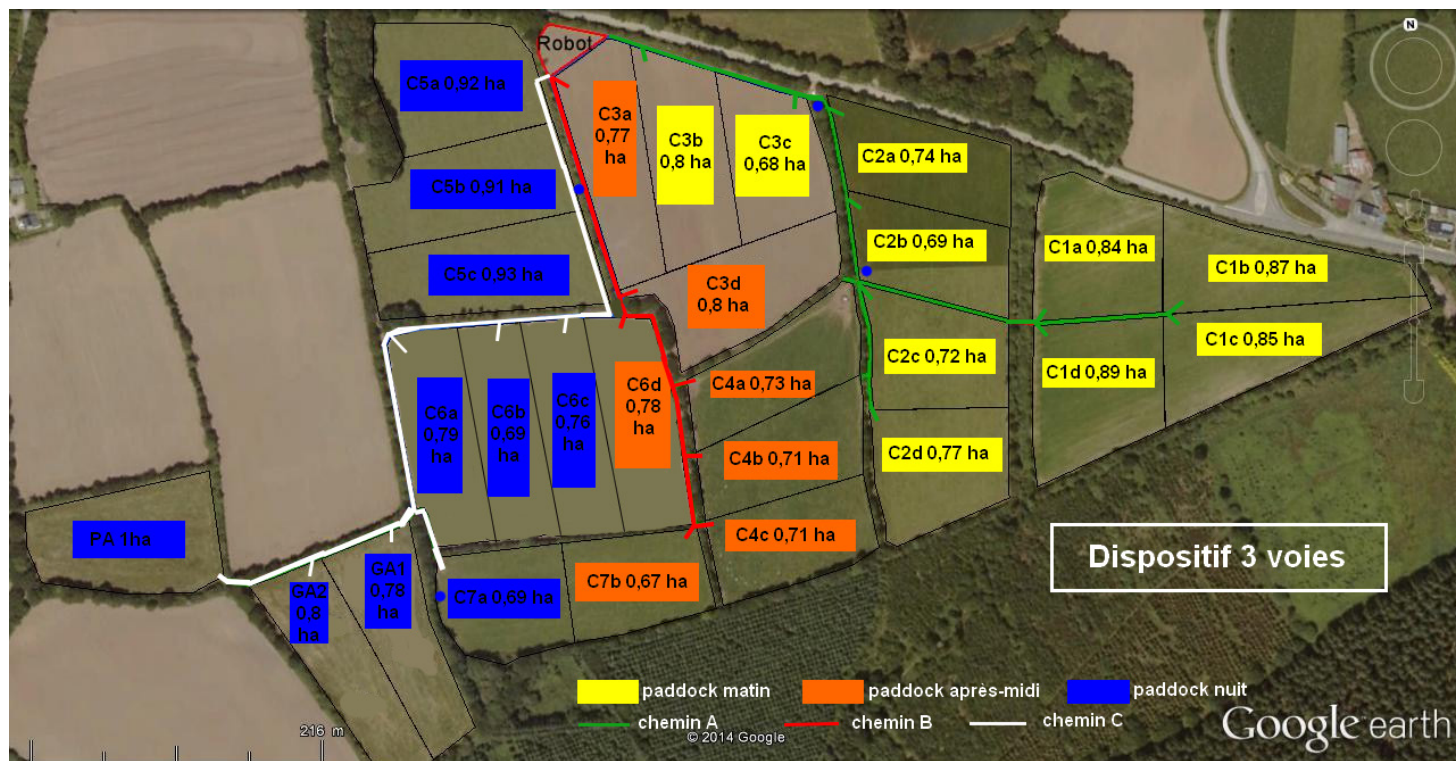 N
Robot
C5a 0,92 ha
C3a
0,77
ha
C3b
0,8 ha
C3c
0,68 ha
C2a 0,74 ha
C5b 0,91 ha
C2b 0,69 ha
C1a 0,84 ha
C1b 0,87 ha
C5c 0,93 ha
C3d
0,8 ha
C1c 0,85 ha
C2c 0,72 ha
C1d 0,89 ha
C6a
0,79
ha
C6b
0,69
ha
C6c
0,76
ha
C6d
0,78
ha
C4a 0,73 ha
C4b 0,71 ha
C2d 0,77 ha
C4c 0,71 ha
PA 1ha
GA2
0,8
ha
GA1
0,78
ha
C7a 0,69 ha
C7b 0,67 ha
Dispositif 3 voies
paddock matin
paddock après-midi
paddock nuit
chemin A
chemin B
chemin C
216 m
© 2014 Google
Google earth